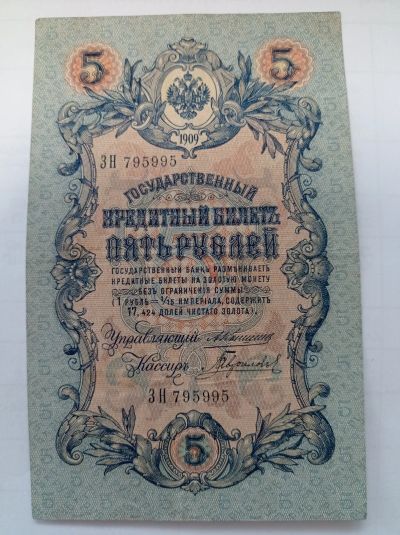 5 5
1909
ЗН 795995
ГОСУДАРСТВЕННЫЙ
КРЕДИТНЫЙ БИЛЕТЪ
ПЯТЬ РУБЛЕЙ
ГОСУДАРСТВЕННЫЙ БАНКЪ РАЗМѢНИВАЕТЪ
КРЕДИТНЫЕ БИЛЕТЫ НА ЗОЛОТУЮ МОНЕТУ
БЕЗЪ ОГРАНИЧЕНІЯ СУММЫ
(1 РУБЛЬ = 1/15 ИМПЕРІАЛА, СОДЕРЖИТЪ
17,424 ДОЛЕЙ ЧИСТАГО ЗОЛОТА).
Управляющій
Кассиръ
ЗН 795995
5